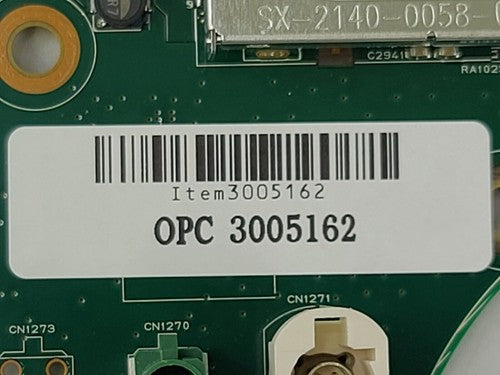 SX-2140-0058-
C2941
RA102
Item3005162
OPC 3005162
CN1271
CN1273
CN1270